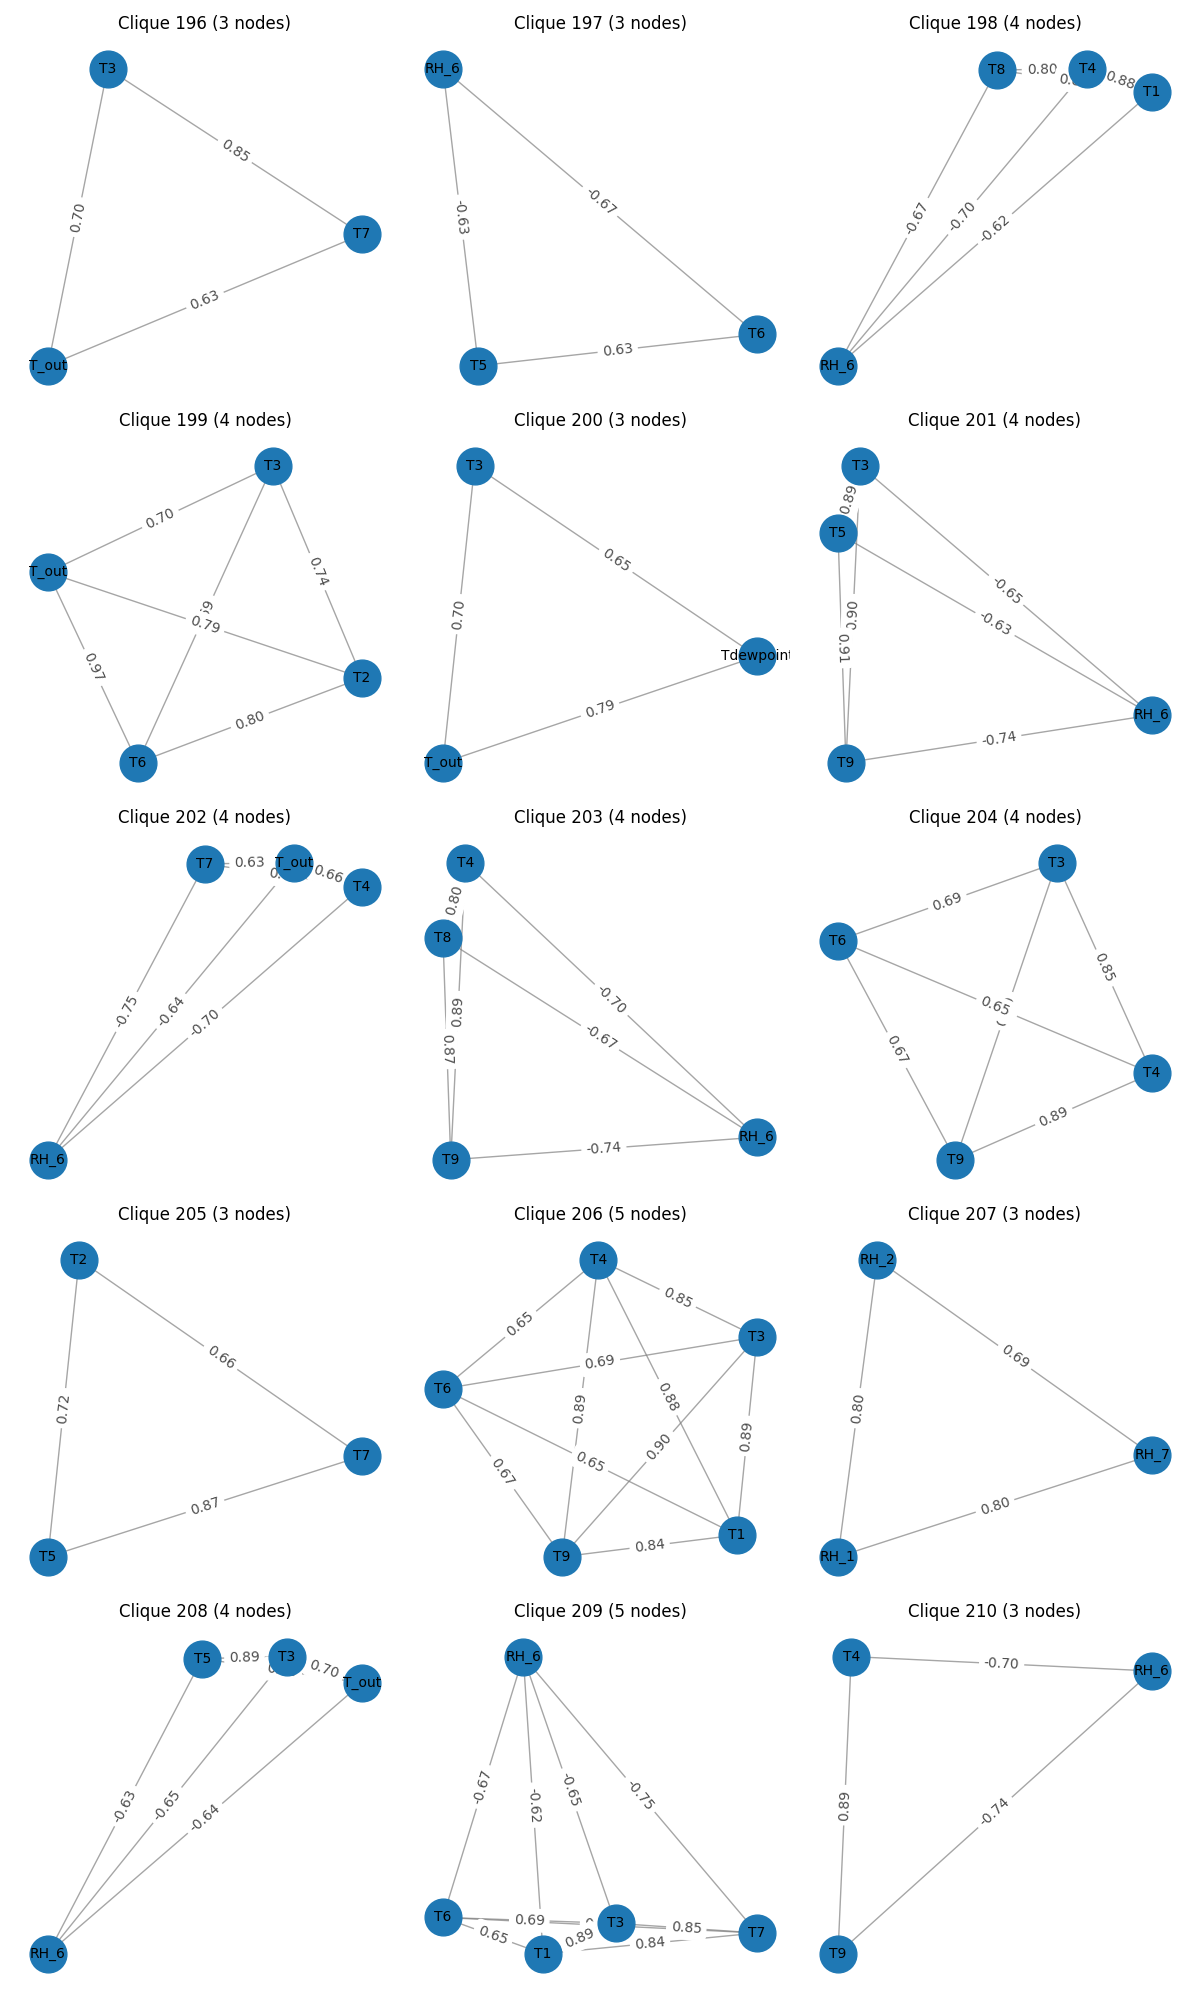 Clique 196 (3 nodes)
T3
0.85
0.70
T7
0.63
T_out
Clique 197 (3 nodes)
RH_6
-0.67
-0.63
T6
0.63
T5
Clique 198 (4 nodes)
T8
0.80
T4
0.88
T1
-0.67
-0.70
-0.62
RH_6
Clique 199 (4 nodes)
T3
0.70
0.74
T_out
0.79
0.97
T2
0.80
T6
Clique 200 (3 nodes)
T3
0.65
0.70
Tdewpoint
0.79
T_out
Clique 201 (4 nodes)
T3
0.89
T5
-0.65
0.90
-0.63
0.91
RH_6
-0.74
T9
Clique 202 (4 nodes)
T7
0.63
T_out
0.66
T4
-0.75
-0.64
-0.70
RH_6
Clique 203 (4 nodes)
T4
0.80
T8
-0.70
0.89
-0.67
0.87
RH_6
-0.74
T9
Clique 204 (4 nodes)
T3
0.69
T6
0.85
0.65
0.67
T4
0.89
T9
Clique 205 (3 nodes)
T2
0.66
0.72
T7
0.87
T5
Clique 206 (5 nodes)
T4
0.85
0.65
T3
0.69
T6
0.88
0.89
0.89
0.90
0.65
0.67
T1
0.84
T9
Clique 207 (3 nodes)
RH_2
0.69
0.80
RH_7
0.80
RH_1
Clique 208 (4 nodes)
T5
0.89
T3
0.70
T_out
-0.63
-0.65
-0.64
RH_6
Clique 209 (5 nodes)
RH_6
-0.67
-0.62
-0.65
-0.75
T6
0.69
T3
0.85
T7
0.65
0.89
0.84
T1
Clique 210 (3 nodes)
T4
-0.70
RH_6
0.89
-0.74
T9